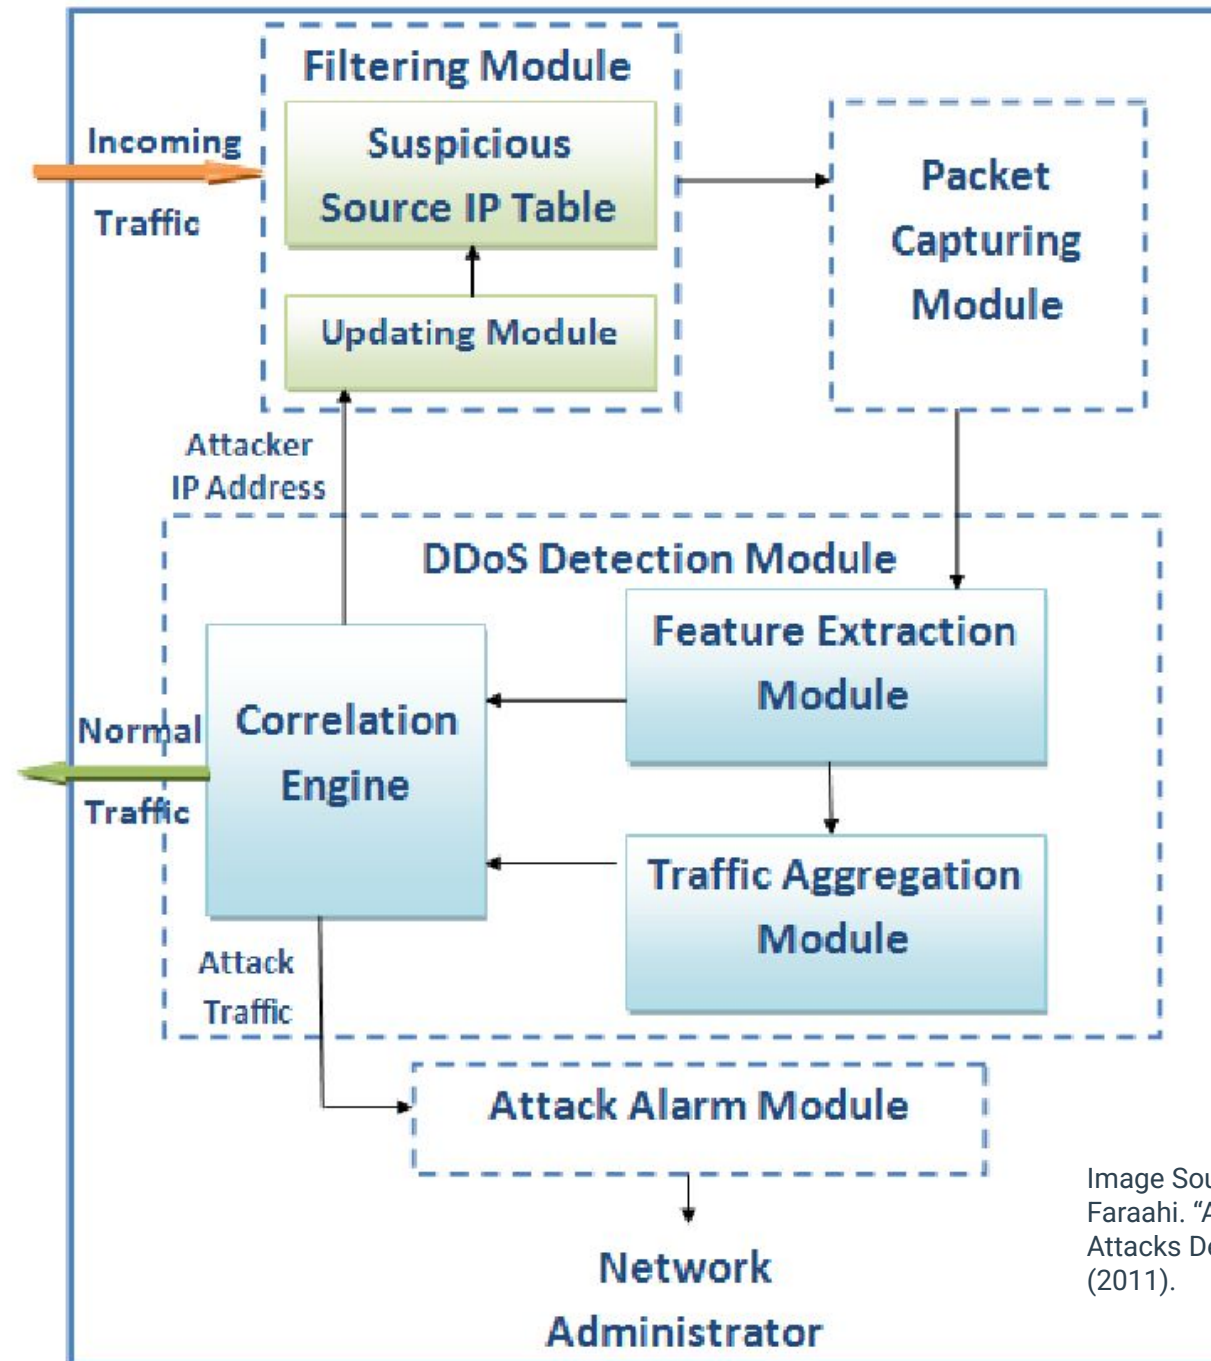 Filtering Module
Incoming
Traffic
Suspicious
Source IP Table
Updating Module
Packet
Capturing
Module
Attacker
IP Address
DDoS Detection Module
Feature Extraction
Module
Correlation
Engine
Normal
Traffic
Traffic Aggregation
Module
Attack
Traffic
Attack Alarm Module
Network
Administrator
Image Sou
Faraahi. “A
Attacks De
(2011).